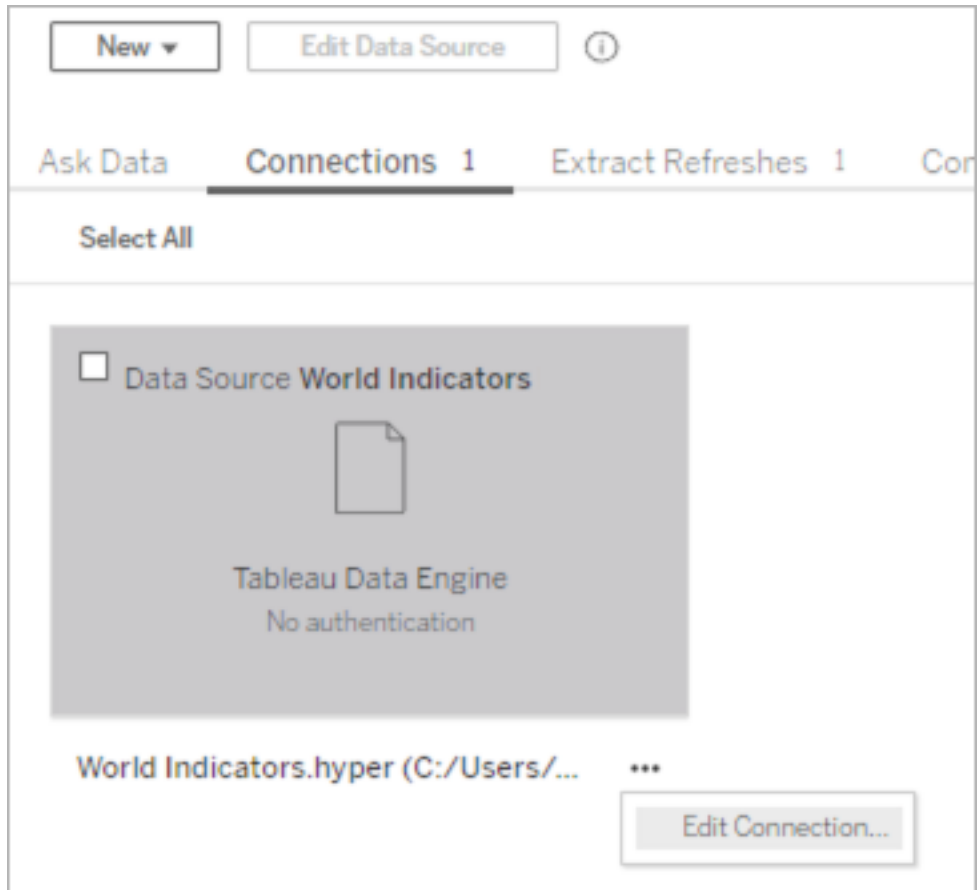 New Edit Data Source
Ask Data Connections 1 Extract Refreshes 1
Select All
Data Source World Indicators
Tableau Data Engine
No authentication
World Indicators.hyper (C:/Users/... •••
Edit Connection...